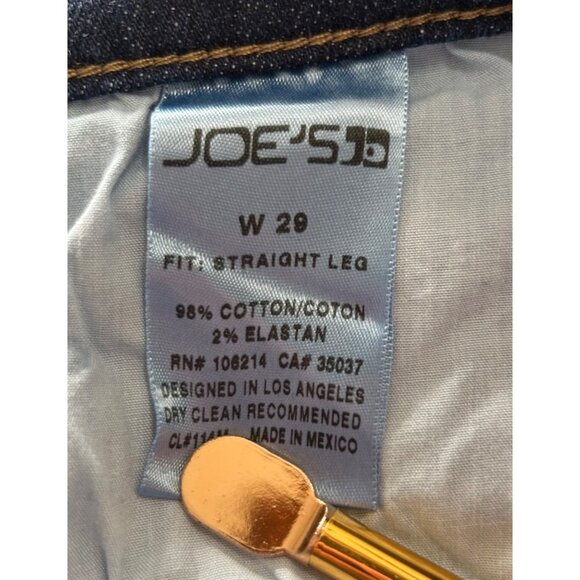 JOE'S
W 29
FIT: STRAIGHT LEG
98% COTTON/COTON
2% ELASTAN
RN# 106214 CA# 35037
DESIGNED IN LOS ANGELES
DRY CLEAN RECOMMENDED
MADE IN MEXICO